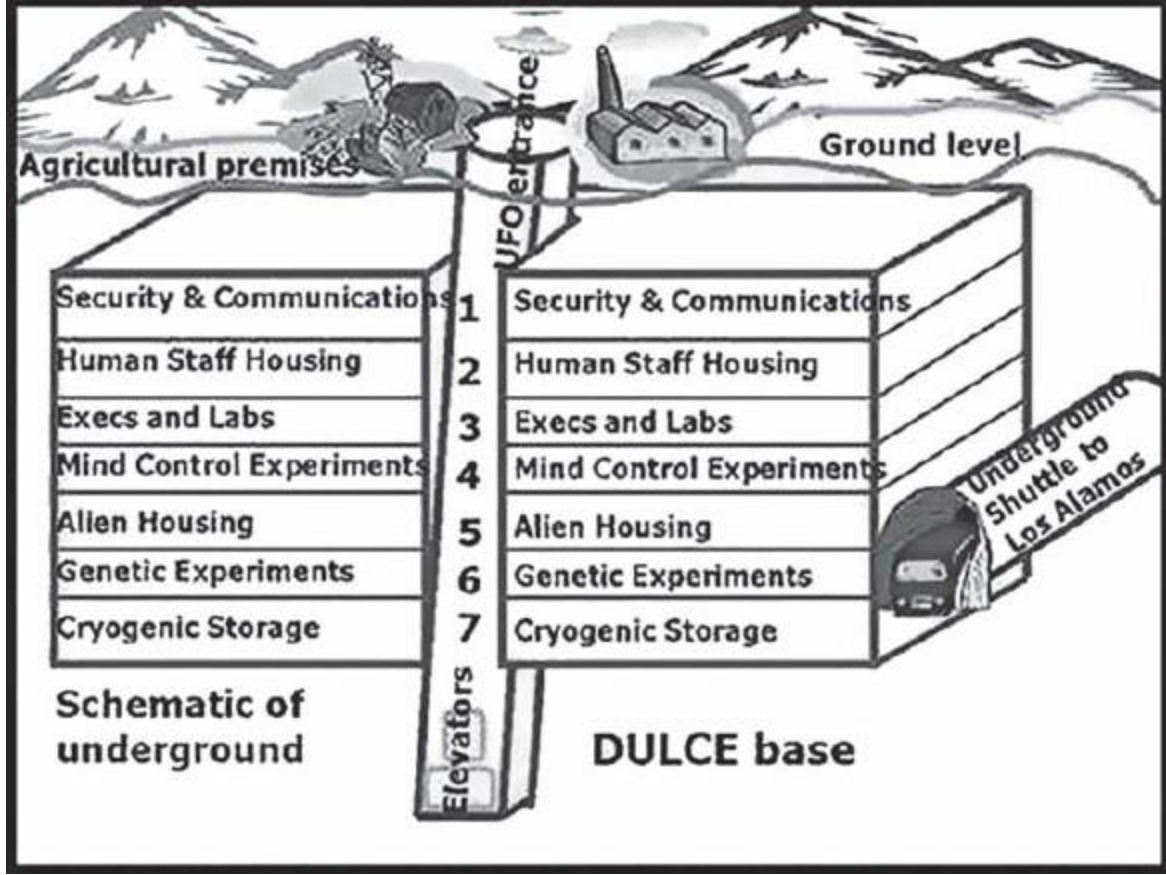 UFO entrance
Agricultural premises
Ground level
Security & Communications
1
Security & Communications
Human Staff Housing
2
Human Staff Housing
Execs and Labs
3
Execs and Labs
Mind Control Experiments
4
Mind Control Experiments
Alien Housing
5
Alien Housing
Genetic Experiments
6
Genetic Experiments
Cryogenic Storage
7
Cryogenic Storage
Underground
Shuttle to
Los Alamos
Elevators
Schematic of
underground
DULCE base